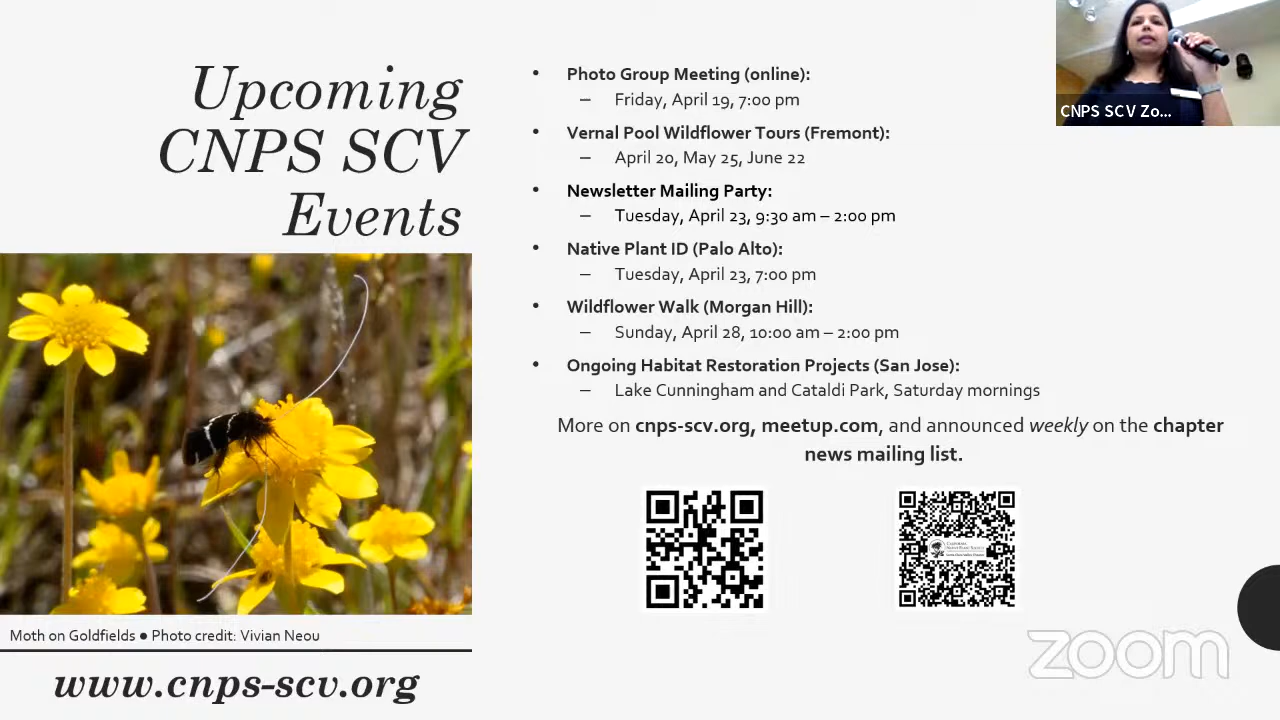 Upcoming
CNPS SCV
Events
• Photo Group Meeting (online):
– Friday, April 19, 7:00 pm
• Vernal Pool Wildflower Tours (Fremont):
– April 20, May 25, June 22
• Newsletter Mailing Party:
– Tuesday, April 23, 9:30 am – 2:00 pm
• Native Plant ID (Palo Alto):
– Tuesday, April 23, 7:00 pm
• Wildflower Walk (Morgan Hill):
– Sunday, April 28, 10:00 am – 2:00 pm
• Ongoing Habitat Restoration Projects (San Jose):
– Lake Cunningham and Cataldi Park, Saturday mornings
More on cnps-scv.org, meetup.com, and announced weekly on the chapter
news mailing list.
Moth on Goldfields ● Photo credit: Vivian Neou
www.cnps-scv.org
CNPS SCV Zo...
zoom